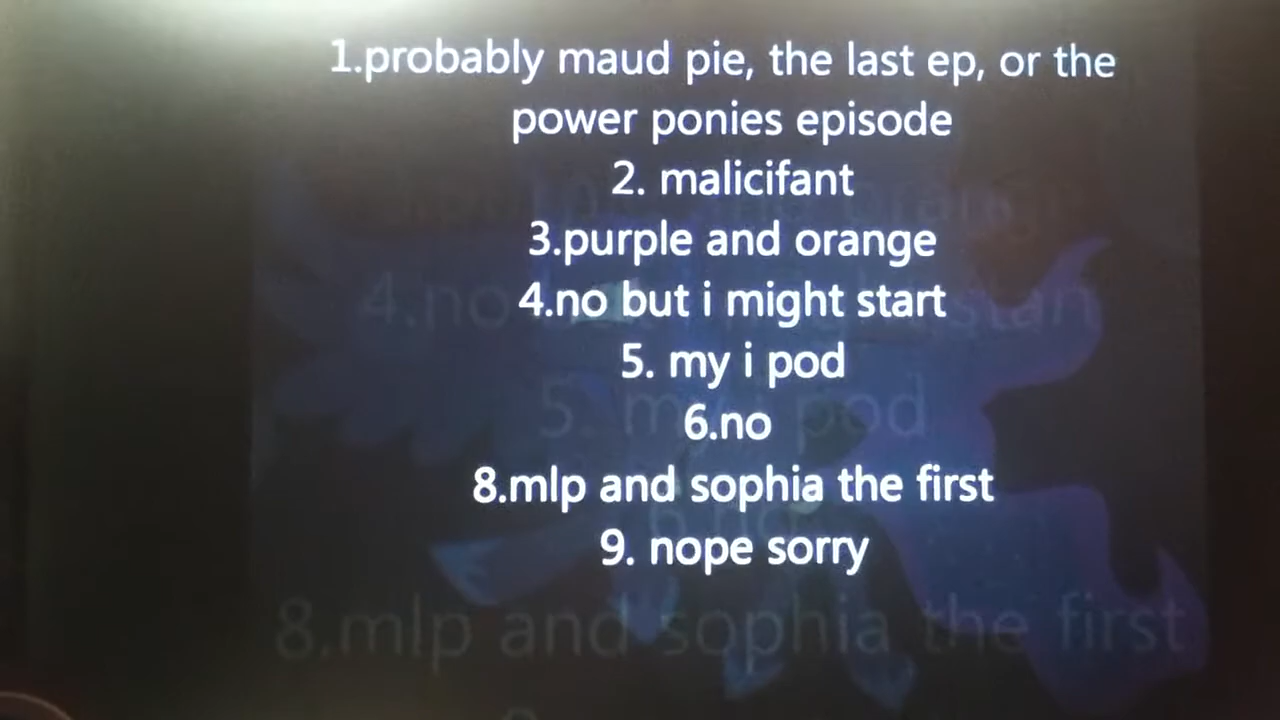 1.probably maud pie, the last ep, or the
power ponies episode
2. malicifant
3.purple and orange
4.no but i might start
5. my i pod
6.no
8.mlp and sophia the first
9. nope sorry